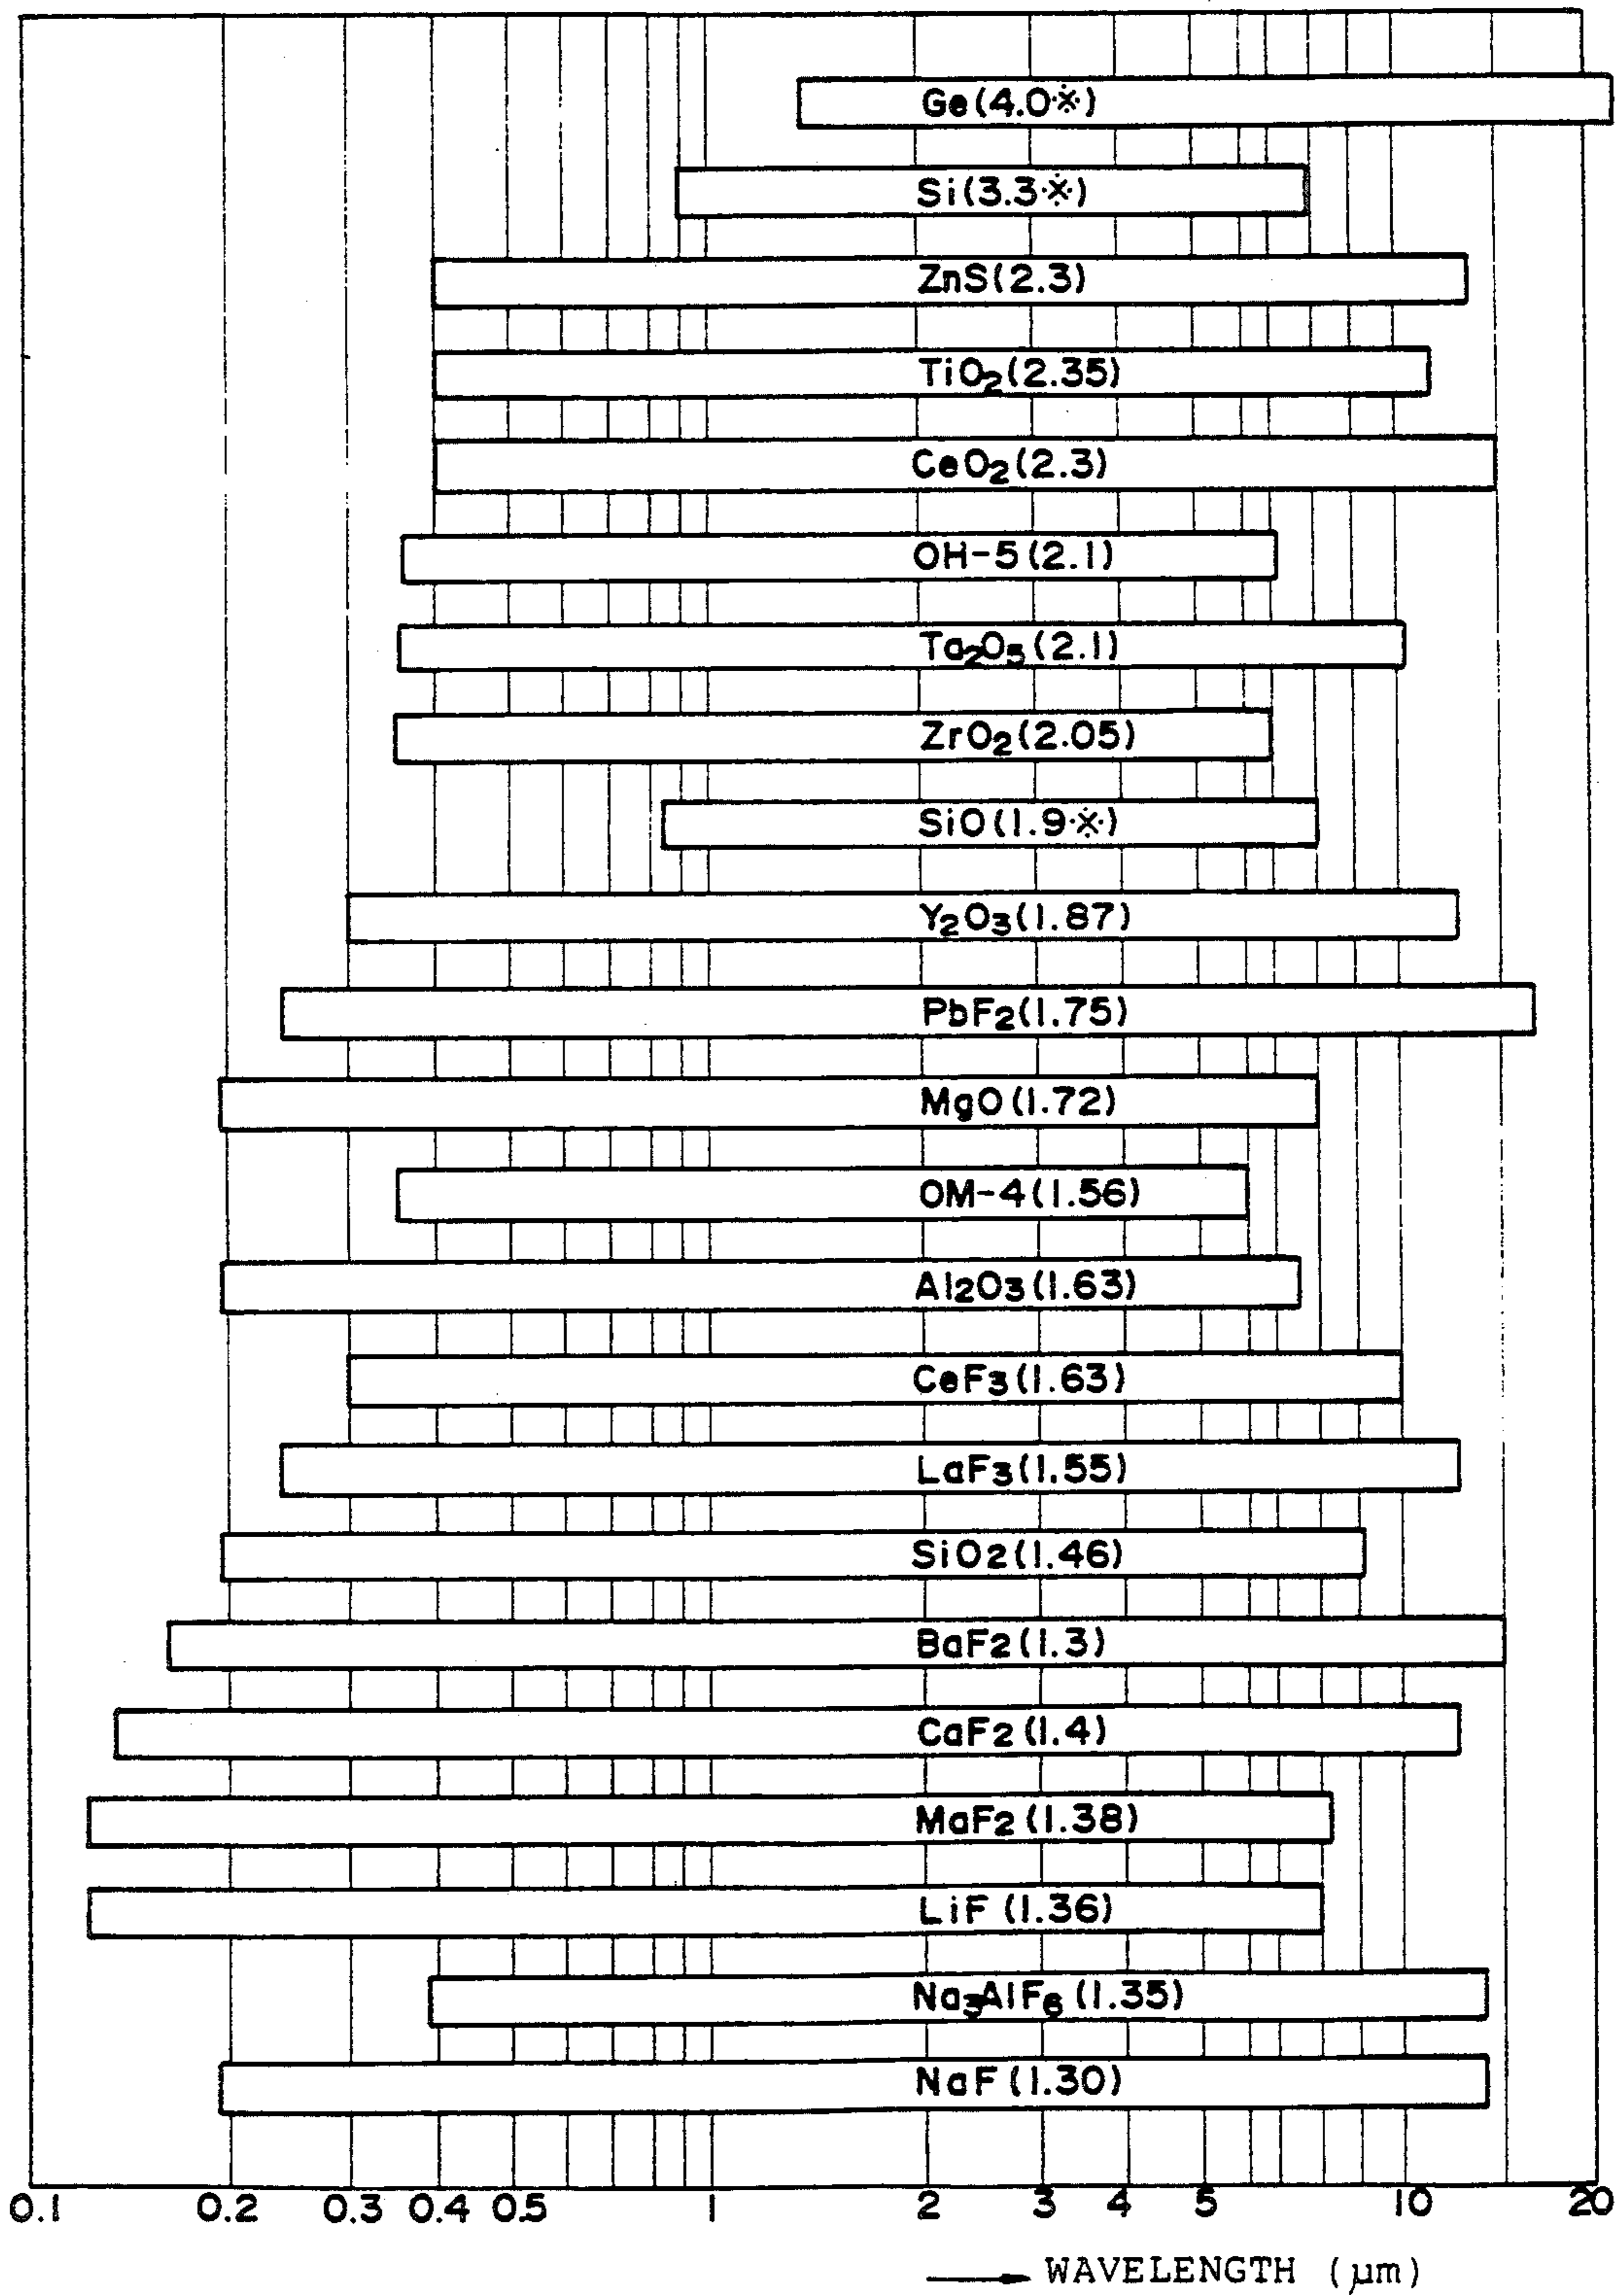 Ge(4.0※)
Si(3.3※)
ZnS(2.3)
TiO₂(2.35)
CeO₂(2.3)
OH-5(2.1)
Ta₂O₅(2.1)
ZrO₂(2.05)
SiO(1.9※)
Y₂O₃(1.87)
PbF₂(1.75)
MgO(1.72)
OM-4(1.56)
Al₂O₃(1.63)
CeF₃(1.63)
LaF₃(1.55)
SiO₂(1.46)
BaF₂(1.3)
CaF₂(1.4)
MaF₂(1.38)
LiF(1.36)
Na₃AlF₆(1.35)
NaF(1.30)
0.1 0.2 0.3 0.4 0.5 1 2 3 4 5 10 20
WAVELENGTH (μm)